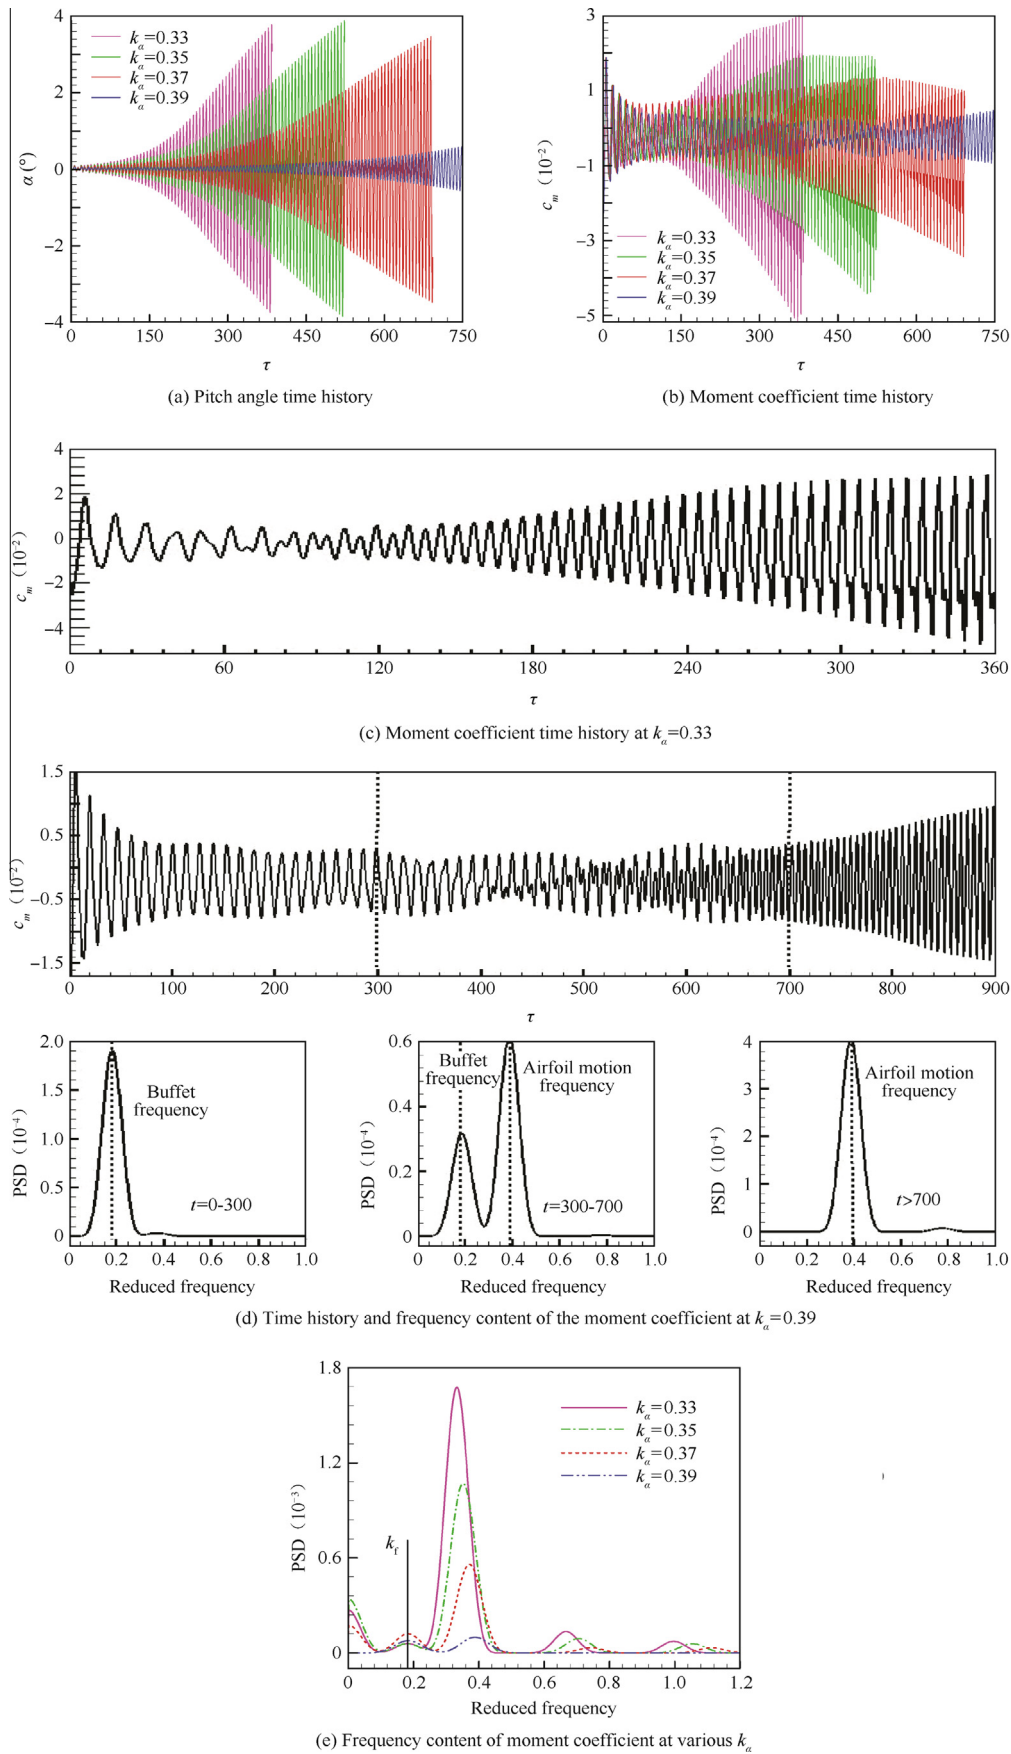 4
2
0
−2
−4
α (°)
k_α=0.33
k_α=0.35
k_α=0.37
k_α=0.39
0 150 300 450 600 750
τ
(a) Pitch angle time history
3
1
−1
−3
−5
c_m (10⁻²)
k_α=0.33
k_α=0.35
k_α=0.37
k_α=0.39
0 150 300 450 600 750
τ
(b) Moment coefficient time history
4
2
0
−2
−4
c_m (10⁻²)
0 60 120 180 240 300 360
τ
(c) Moment coefficient time history at k_α=0.33
1.5
0.5
−0.5
−1.5
c_m (10⁻²)
0 100 200 300 400 500 600 700 800 900
τ
2.0
1.5
1.0
0.5
0
PSD (10⁻⁴)
Buffet
frequency
t=0-300
0 0.2 0.4 0.6 0.8 1.0
Reduced frequency
0.6
0.4
0.2
0
PSD (10⁻⁴)
Buffet
frequency
Airfoil motion
frequency
t=300-700
0 0.2 0.4 0.6 0.8 1.0
Reduced frequency
4
3
2
1
0
PSD (10⁻⁴)
Airfoil motion
frequency
t>700
0 0.2 0.4 0.6 0.8 1.0
Reduced frequency
(d) Time history and frequency content of the moment coefficient at k_α=0.39
1.8
1.2
0.6
0
PSD (10⁻³)
k_f
k_α=0.33
k_α=0.35
k_α=0.37
k_α=0.39
)
0 0.2 0.4 0.6 0.8 1.0 1.2
Reduced frequency
(e) Frequency content of moment coefficient at various k_α